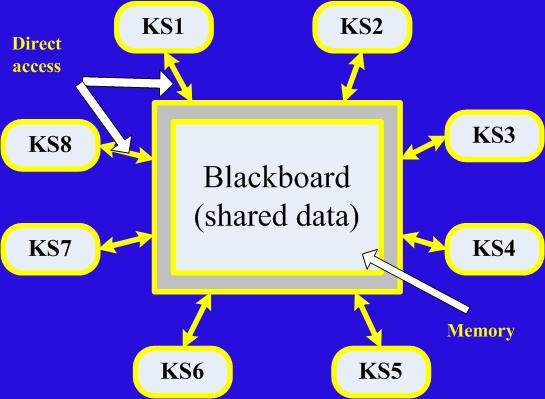 KS1
KS2
Direct
access
KS8
KS3
Blackboard
(shared data)
KS7
KS4
Memory
KS6
KS5